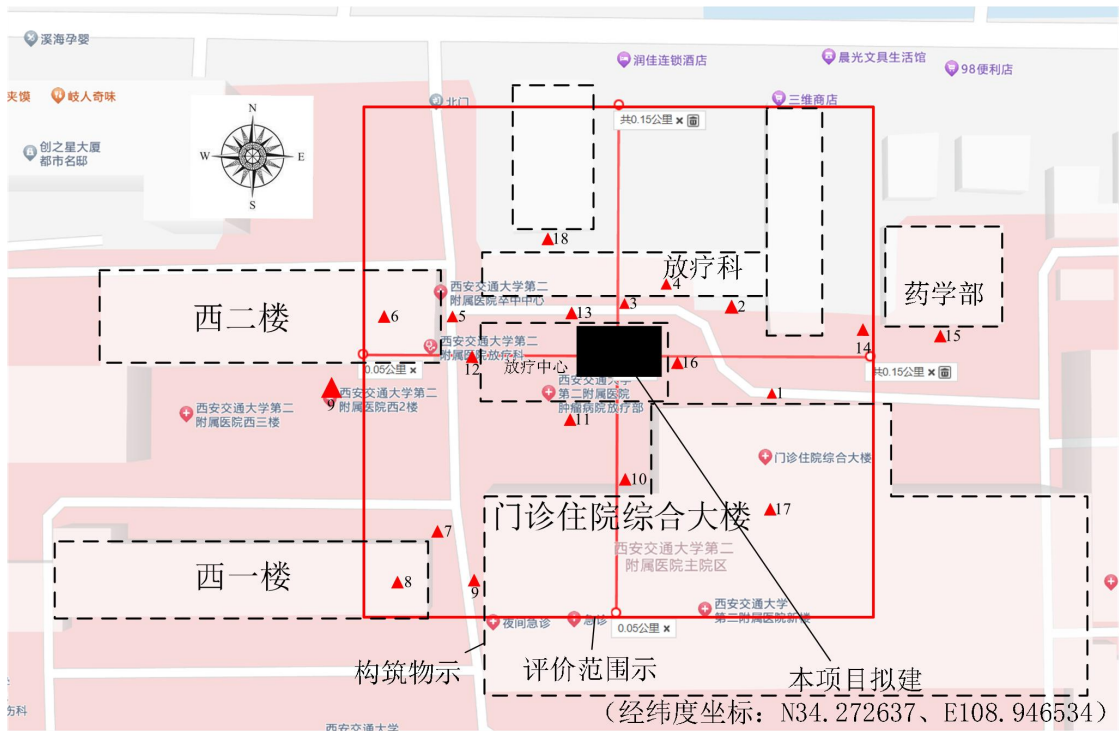 溪海孕婴
润佳连锁酒店
晨光文具生活馆
98便利店
夹馍
岐人奇味
北门
三维商店
N
W
E
S
共0.15公里
创之星大厦
都市名邸
18
放疗科
4
西安交通大学第二
附属医院卒中中心
药学部
3
2
13
西二楼
6
5
14
15
西安交通大学第二
附属医院放疗科
12
放疗中心
16
0.05公里
共0.15公里
西安交通大学
第二附属医院
肿瘤病院放疗部
9
西安交通大学第二
附属医院西2楼
西安交通大学第二
附属医院西三楼
1
11
门诊住院综合大楼
10
门诊住院综合大楼
17
7
西安交通大学第二
附属医院主院区
西一楼
8
9
西安交通大学
第二附属医院新楼
夜间急诊
急诊
0.05公里
构筑物示
评价范围示
本项目拟建
伤科
西安交通大学
（经纬度坐标：N34.272637、E108.946534）